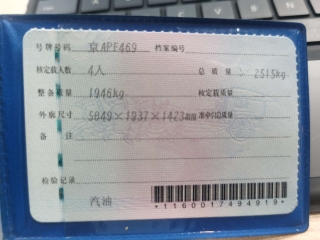 号牌号码 京APF469 档案编号
核定载人数 4人 总质量 2515kg
整备质量 1946kg 核定载质量
外廓尺寸 5049×1937×1423mm 准牵引总质量
备注
检验记录
汽油
*1160017494919*